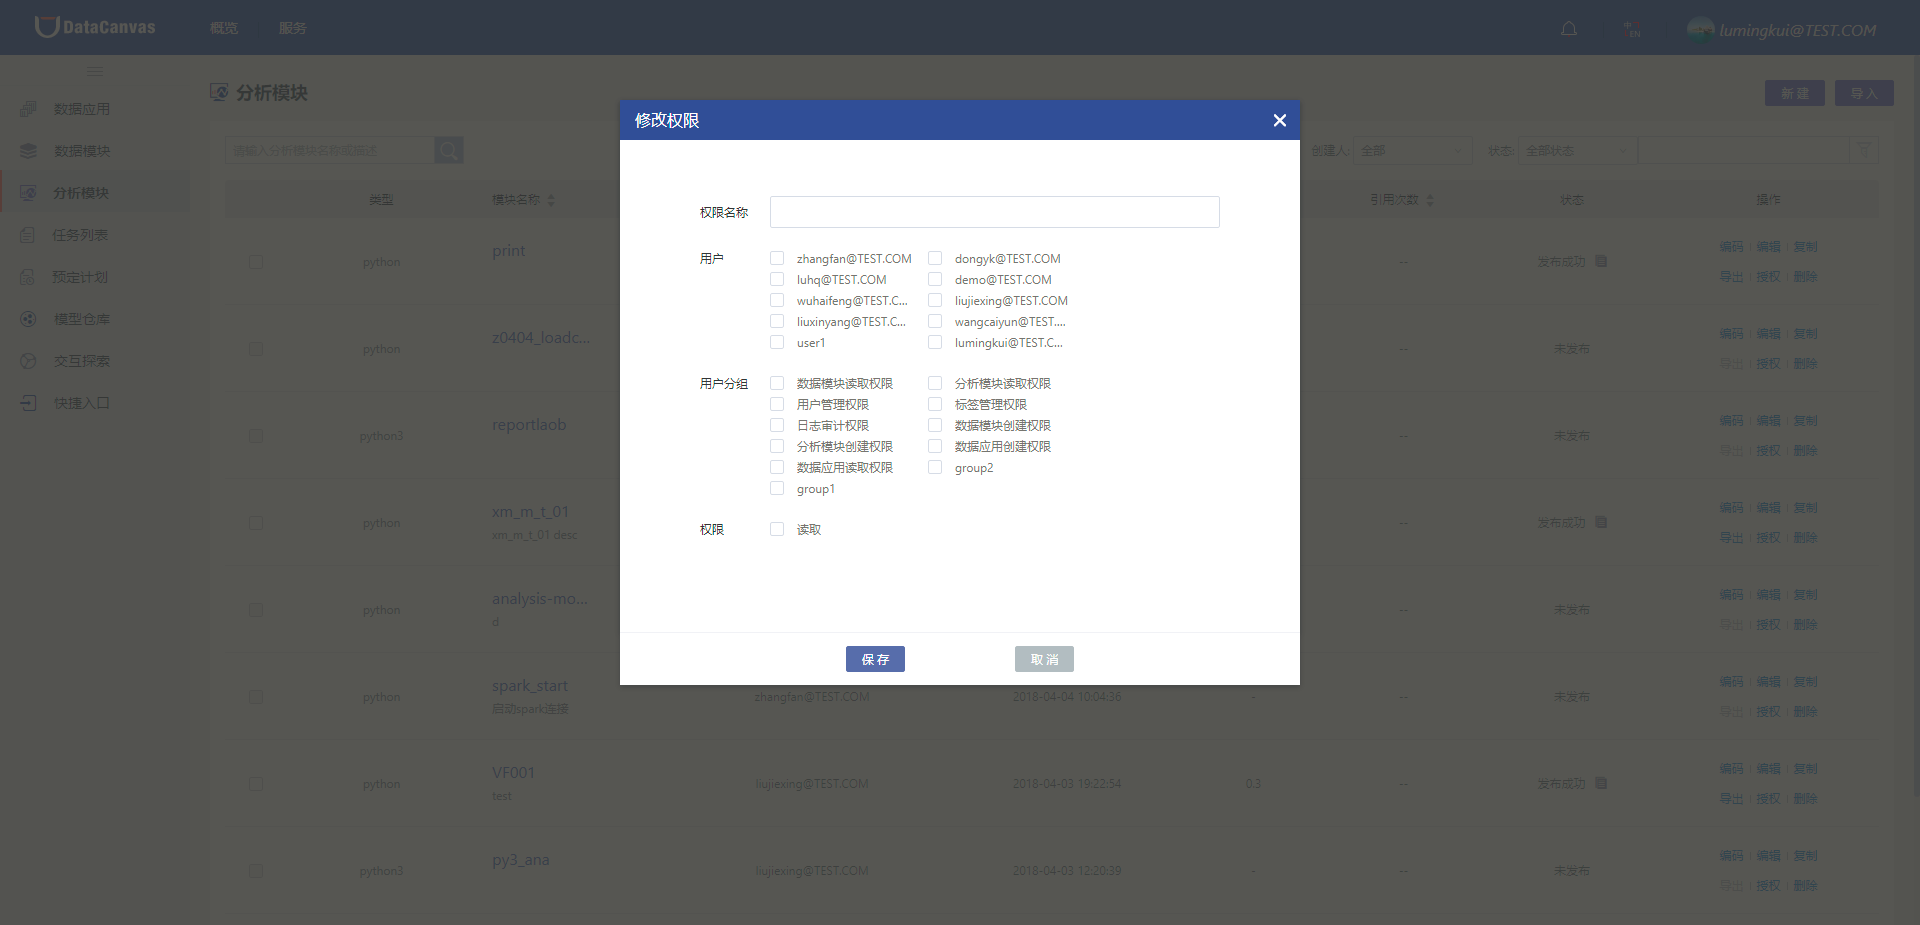 DataCanvas
概览
服务
中
EN
lumingkui@TEST.COM
数据应用
数据模块
分析模块
任务列表
预定计划
模型仓库
交互探索
快捷入口
分析模块
新 建
导 入
请输入分析模块名称或描述
创建人: 全部
状态: 全部状态
类型
模块名称
引用次数
状态
操作
python
print
--
发布成功
编码 | 编辑 | 复制
导出 | 授权 | 删除
python
z0404_loadc...
--
未发布
编码 | 编辑 | 复制
导出 | 授权 | 删除
python3
reportlaob
--
未发布
编码 | 编辑 | 复制
导出 | 授权 | 删除
python
xm_m_t_01
xm_m_t_01 desc
--
发布成功
编码 | 编辑 | 复制
导出 | 授权 | 删除
python
analysis-mo...
d
--
未发布
编码 | 编辑 | 复制
导出 | 授权 | 删除
python
spark_start
启动spark连接
zhangfan@TEST.COM
2018-04-04 10:04:36
-
--
未发布
编码 | 编辑 | 复制
导出 | 授权 | 删除
python
VF001
test
liujiexing@TEST.COM
2018-04-03 19:22:54
0.3
--
发布成功
编码 | 编辑 | 复制
导出 | 授权 | 删除
python3
py3_ana
liujiexing@TEST.COM
2018-04-03 12:20:39
-
--
未发布
编码 | 编辑 | 复制
导出 | 授权 | 删除
修改权限
权限名称
用户
zhangfan@TEST.COM
dongyk@TEST.COM
luhq@TEST.COM
demo@TEST.COM
wuhaifeng@TEST.C...
liujiexing@TEST.COM
liuxinyang@TEST.C...
wangcaiyun@TEST....
user1
lumingkui@TEST.C...
用户分组
数据模块读取权限
分析模块读取权限
用户管理权限
标签管理权限
日志审计权限
数据模块创建权限
分析模块创建权限
数据应用创建权限
数据应用读取权限
group2
group1
权限
读取
保 存
取 消